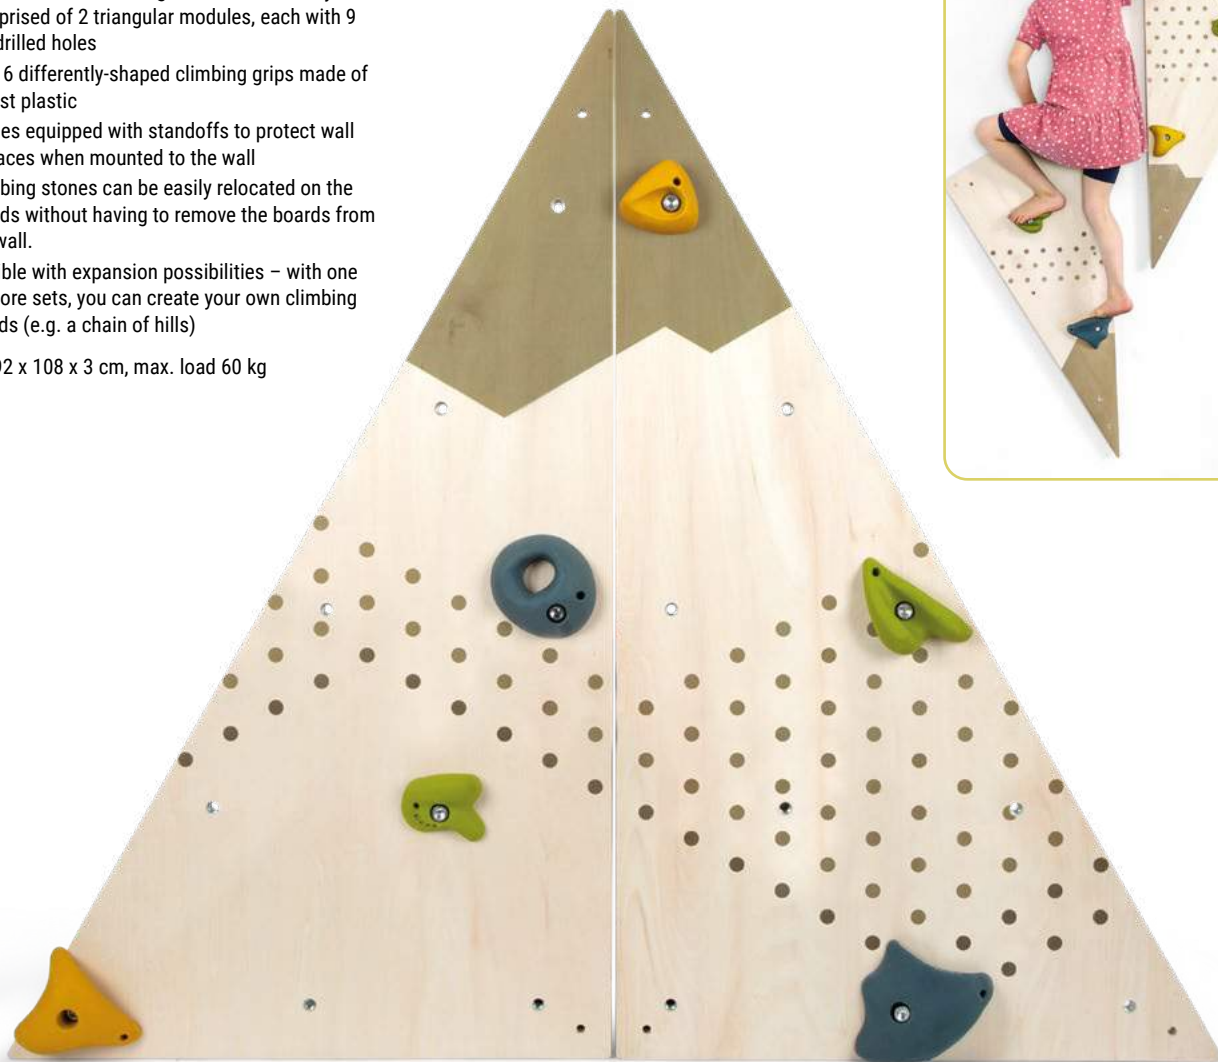 prised of 2 triangular modules, each with 9
drilled holes
6 differently-shaped climbing grips made of
st plastic
es equipped with standoffs to protect wall
aces when mounted to the wall
bing stones can be easily relocated on the
ds without having to remove the boards from
wall.
ible with expansion possibilities – with one
ore sets, you can create your own climbing
ds (e.g. a chain of hills)
92 x 108 x 3 cm, max. load 60 kg